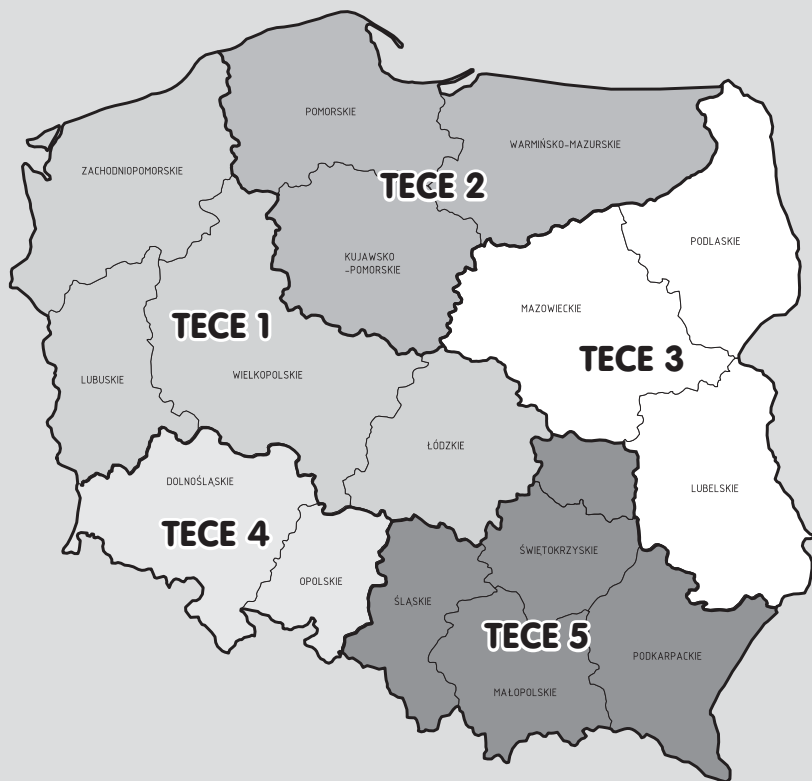 POMORSKIE
WARMIŃSKO-MAZURSKIE
ZACHODNIOPOMORSKIE
TECE 2
PODLASKIE
KUJAWSKO
-POMORSKIE
MAZOWIECKIE
TECE 1
TECE 3
LUBUSKIE
WIELKOPOLSKIE
ŁÓDZKIE
DOLNOŚLĄSKIE
LUBELSKIE
TECE 4
ŚWIĘTOKRZYSKIE
OPOLSKIE
ŚLĄSKIE
TECE 5
PODKARPACKIE
MAŁOPOLSKIE